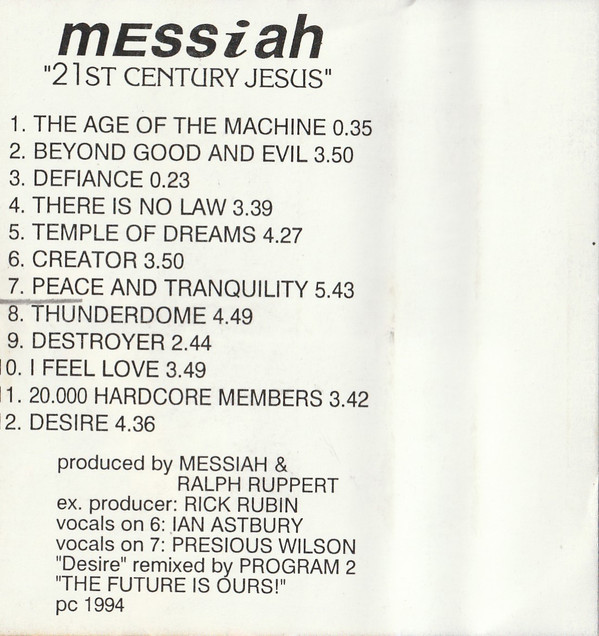 mEssiah
"21ST CENTURY JESUS"
1. THE AGE OF THE MACHINE 0.35
2. BEYOND GOOD AND EVIL 3.50
3. DEFIANCE 0.23
4. THERE IS NO LAW 3.39
5. TEMPLE OF DREAMS 4.27
6. CREATOR 3.50
7. PEACE AND TRANQUILITY 5.43
8. THUNDERDOME 4.49
9. DESTROYER 2.44
10. I FEEL LOVE 3.49
11. 20.000 HARDCORE MEMBERS 3.42
12. DESIRE 4.36
produced by MESSIAH &
RALPH RUPPERT
ex. producer: RICK RUBIN
vocals on 6: IAN ASTBURY
vocals on 7: PRESIOUS WILSON
"Desire" remixed by PROGRAM 2
"THE FUTURE IS OURS!"
pc 1994